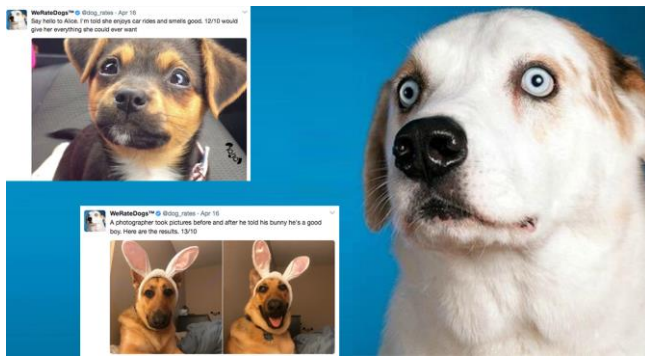 WeRateDogs™ @dog_rates · Apr 16
Say hello to Alice. I'm told she enjoys car rides and smells good. 12/10 would
give her everything she could ever want
WeRateDogs™ @dog_rates · Apr 16
A photographer took pictures before and after he told his bunny he's a good
boy. Here are the results. 13/10